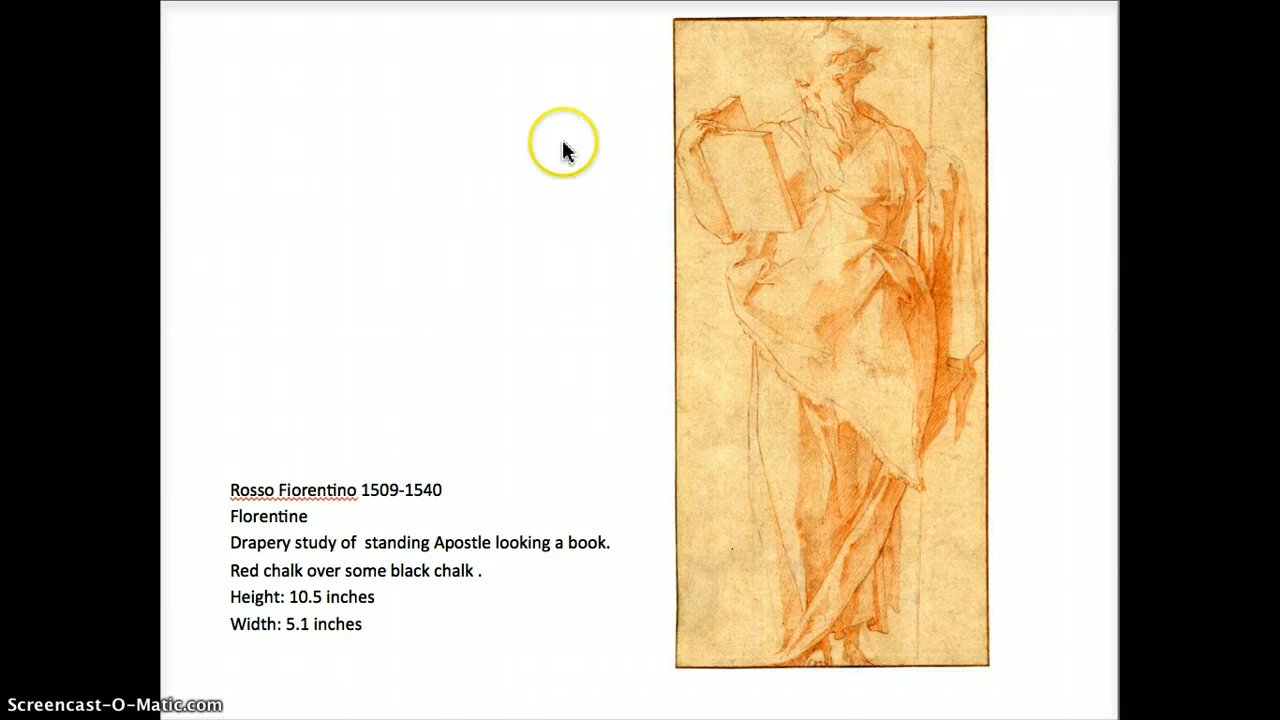 Rosso Fiorentino 1509-1540
Florentine
Drapery study of  standing Apostle looking a book.
Red chalk over some black chalk .
Height: 10.5 inches
Width: 5.1 inches
Screencast-O-Matic.com